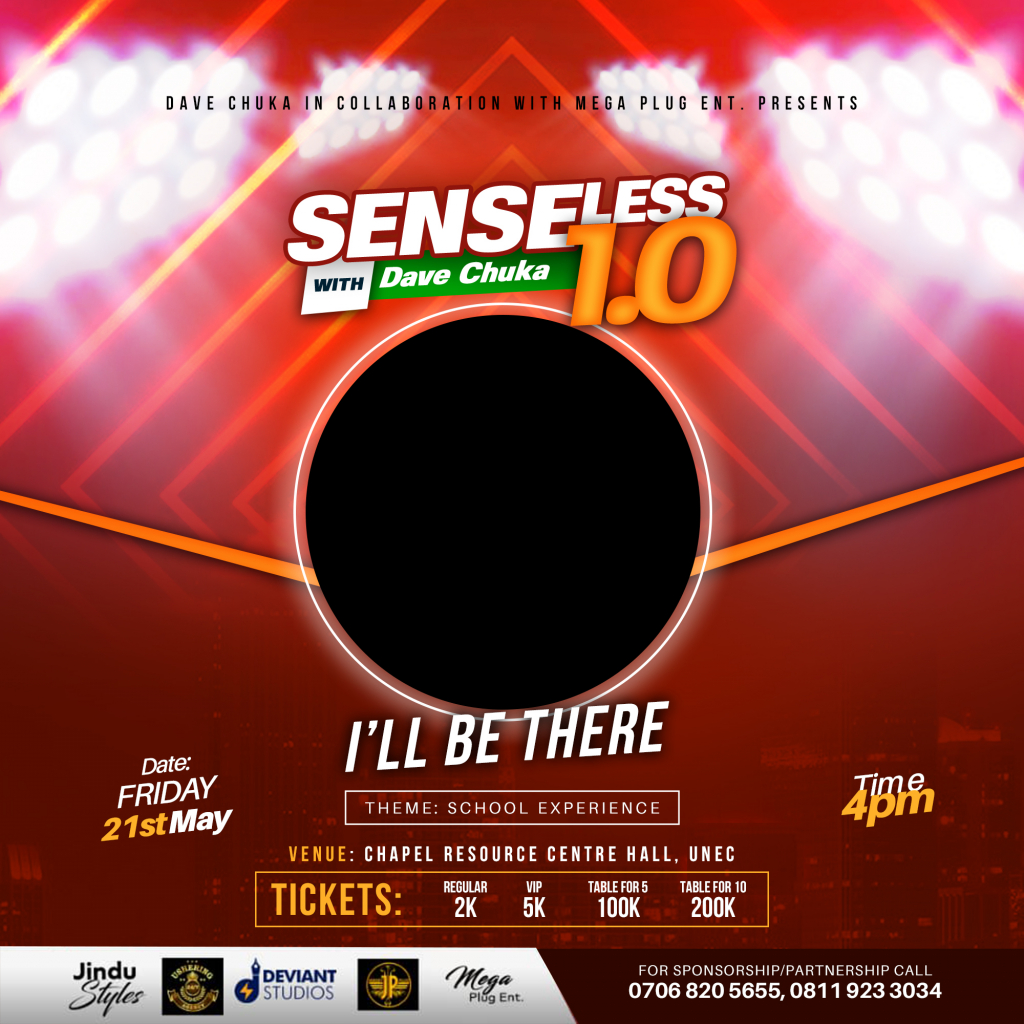 DAVE CHUKA IN COLLABORATION WITH MEGA PLUG ENT. PRESENTS
SENSELESS
1.0
WITH Dave Chuka
I'LL BE THERE
Date:
FRIDAY
21st May
Time
4pm
THEME: SCHOOL EXPERIENCE
VENUE: CHAPEL RESOURCE CENTRE HALL, UNEC
TICKETS:
REGULAR
2K
VIP
5K
TABLE FOR 5
100K
TABLE FOR 10
200K
Jindu
Styles
USHERING
DEVIANT
STUDIOS
JP
Mega
Plug Ent.
FOR SPONSORSHIP/PARTNERSHIP CALL
0706 820 5655, 0811 923 3034